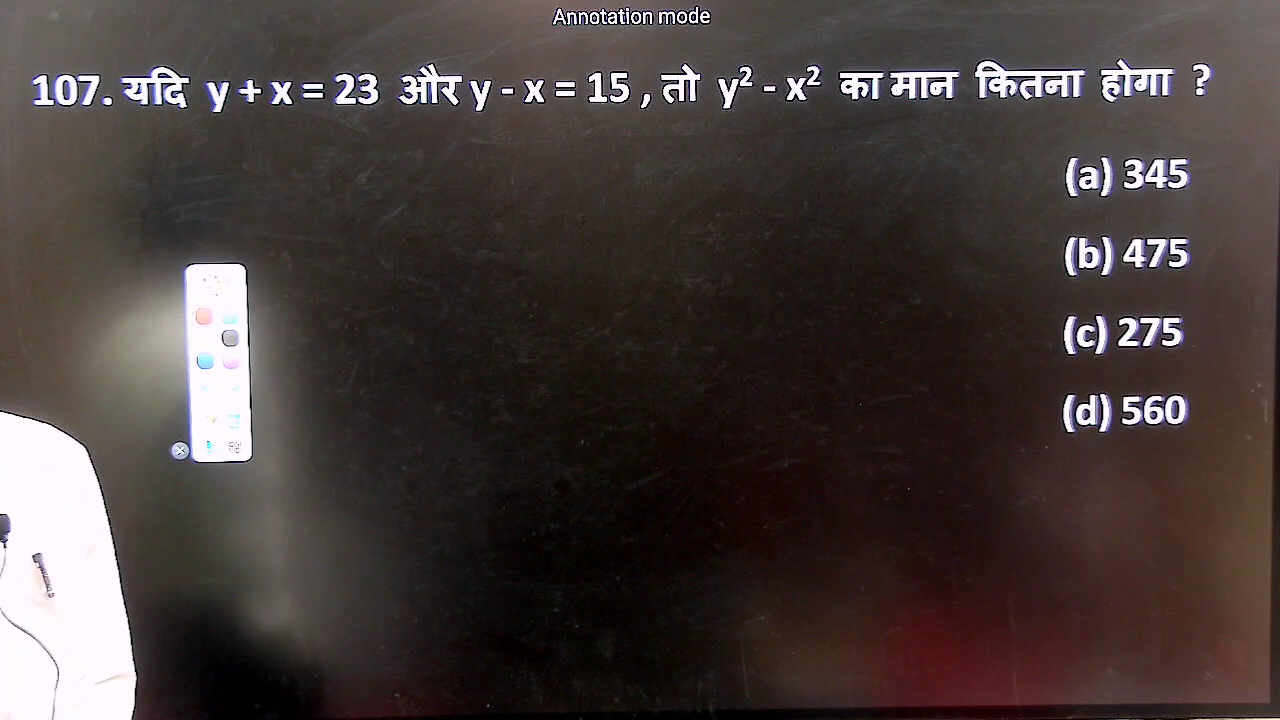 Annotation mode
107. यदि y + x = 23 और y - x = 15 , तो y² - x² का मान कितना होगा ?
(a) 345
(b) 475
(c) 275
(d) 560